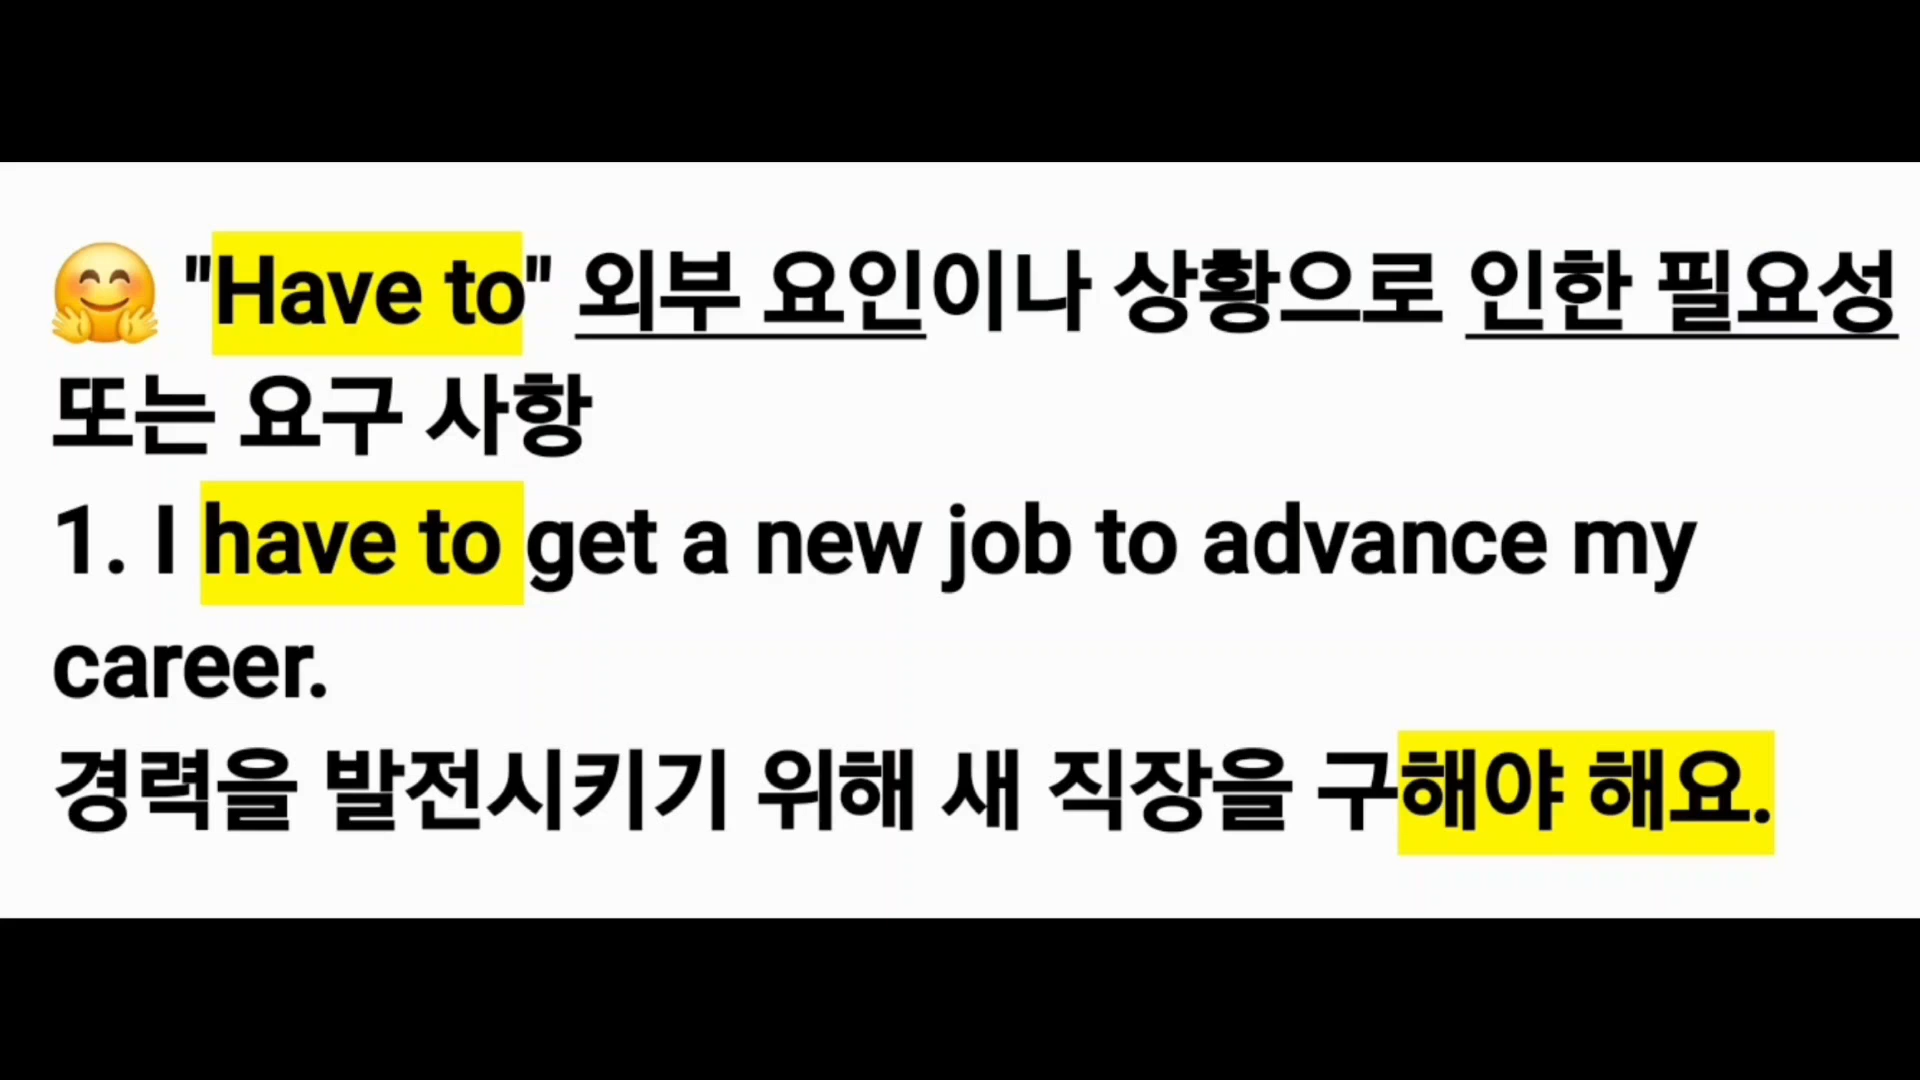 🤗 "Have to" 외부 요인이나 상황으로 인한 필요성
또는 요구 사항
1. I have to get a new job to advance my
career.
경력을 발전시키기 위해 새 직장을 구해야 해요.